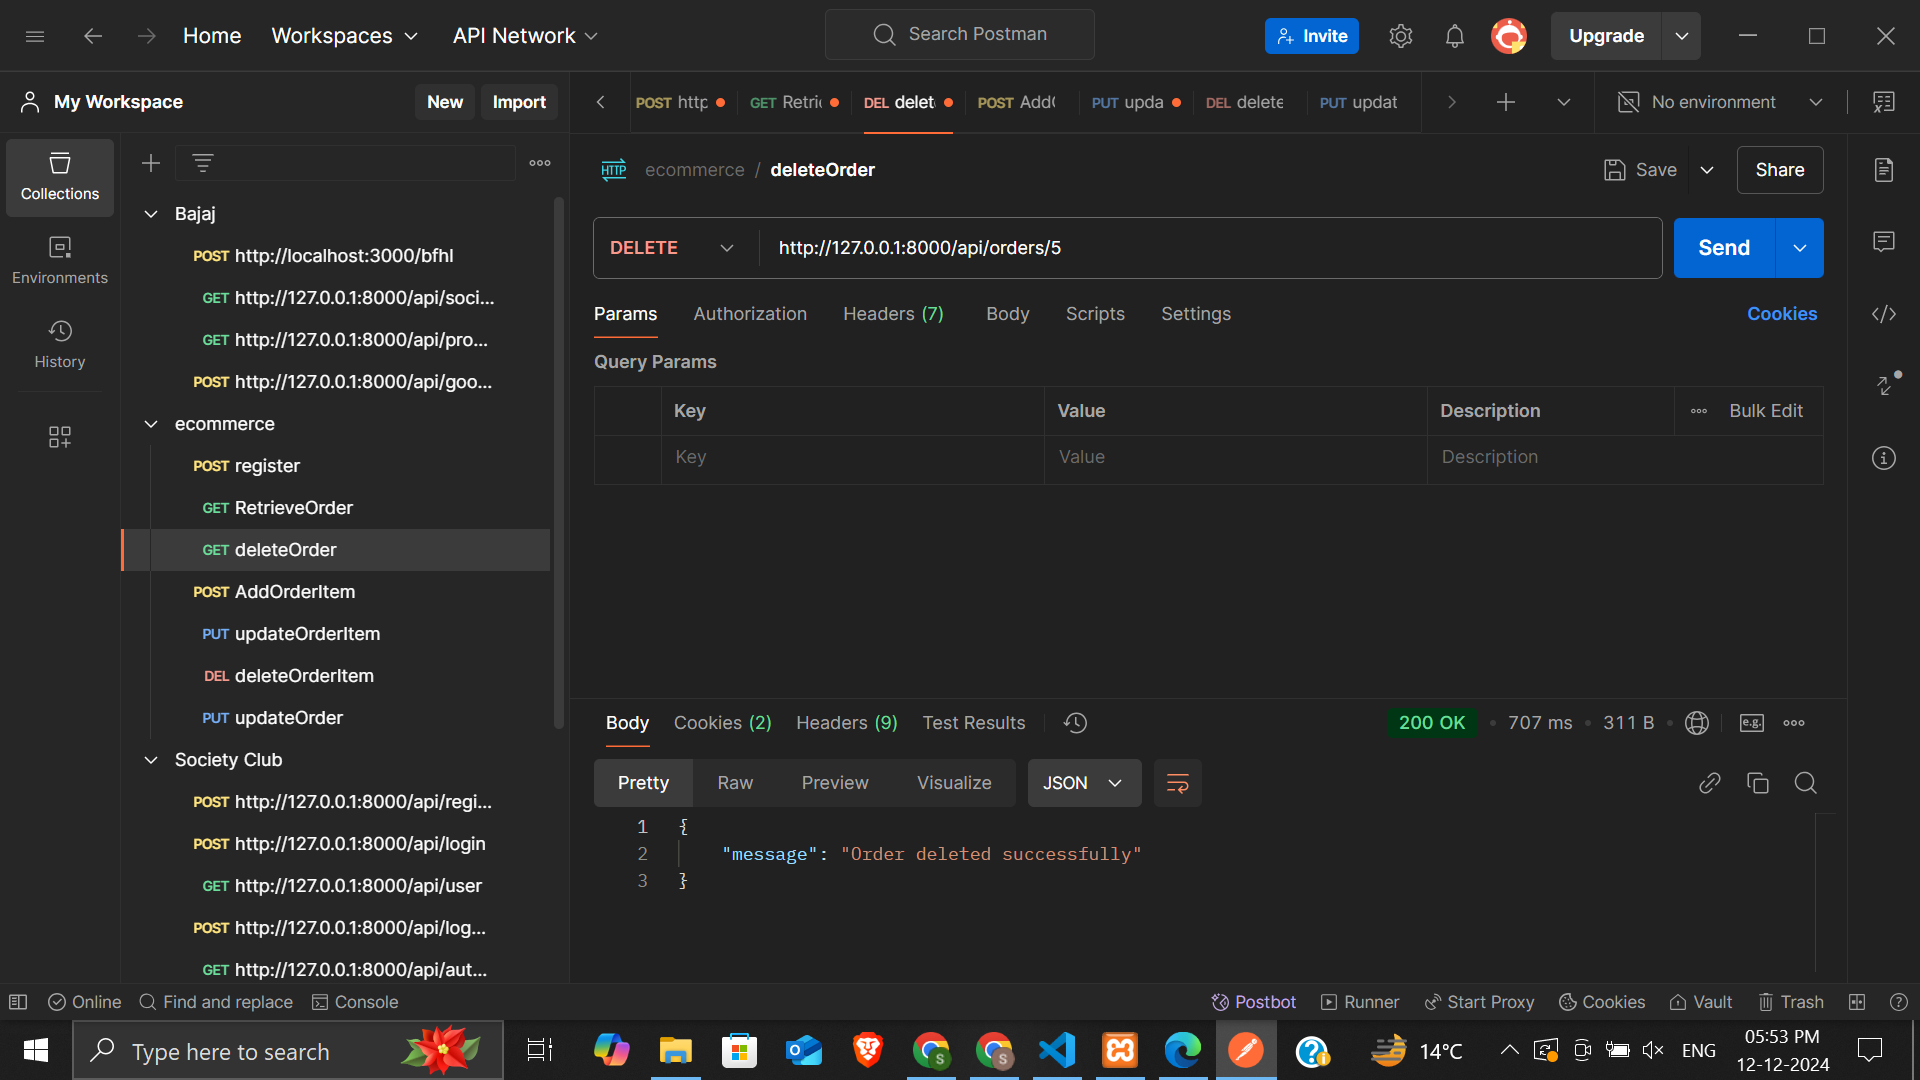 Home Workspaces API Network Search Postman Invite Upgrade
My Workspace New Import POST http GET Retri DEL delet POST Add PUT upda DEL delete PUT updat No environment
Collections
Environments
History
Bajaj
POST http://localhost:3000/bfhl
GET http://127.0.0.1:8000/api/soci...
GET http://127.0.0.1:8000/api/pro...
POST http://127.0.0.1:8000/api/goo...
ecommerce
POST register
GET RetrieveOrder
GET deleteOrder
POST AddOrderItem
PUT updateOrderItem
DEL deleteOrderItem
PUT updateOrder
Society Club
POST http://127.0.0.1:8000/api/regi...
POST http://127.0.0.1:8000/api/login
GET http://127.0.0.1:8000/api/user
POST http://127.0.0.1:8000/api/log...
GET http://127.0.0.1:8000/api/aut...
HTTP ecommerce / deleteOrder Save Share
DELETE http://127.0.0.1:8000/api/orders/5 Send
Params Authorization Headers (7) Body Scripts Settings Cookies
Query Params
Key Value Description Bulk Edit
Key Value Description
Body Cookies (2) Headers (9) Test Results 200 OK 707 ms 311 B e.g.
Pretty Raw Preview Visualize JSON
1 {
2 "message": "Order deleted successfully"
3 }
Online Find and replace Console Postbot Runner Start Proxy Cookies Vault Trash
Type here to search 14°C ENG 05:53 PM
12-12-2024